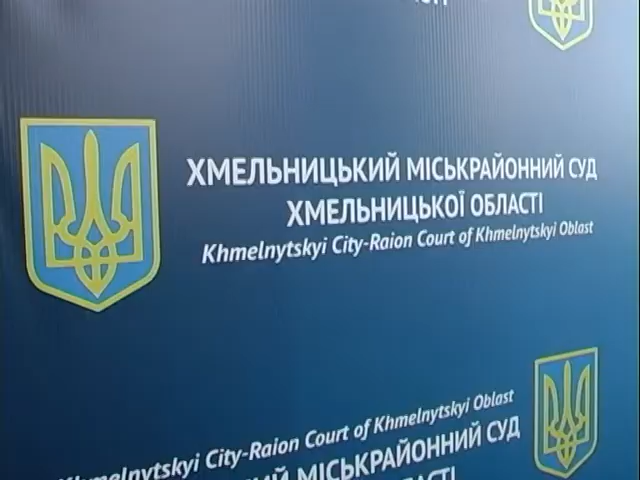 ХМЕЛЬНИЦЬКИЙ МІСЬКРАЙОННИЙ СУД
ХМЕЛЬНИЦЬКОЇ ОБЛАСТІ
Khmelnytskyi City-Raion Court of Khmelnytskyi Oblast
Khmelnytskyi City-Raion Court of Khmelnytskyi Oblast
МІСЬКРАЙОННИЙ СУД